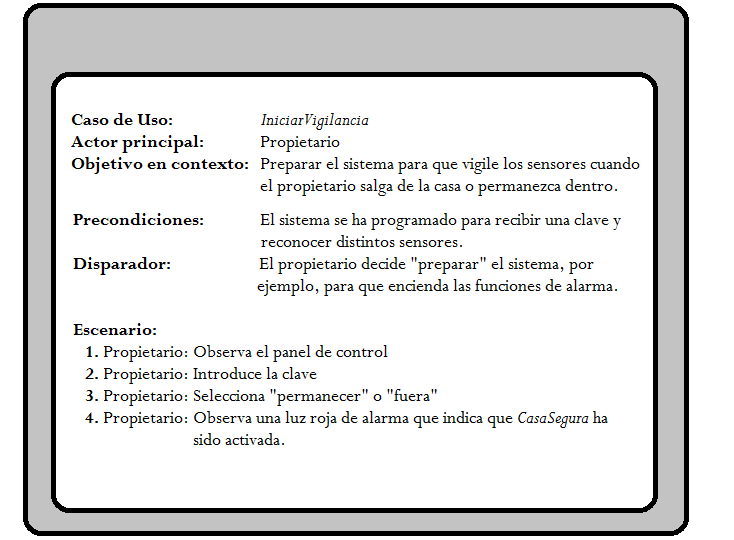 Caso de Uso: IniciarVigilancia
Actor principal: Propietario
Objetivo en contexto: Preparar el sistema para que vigile los sensores cuando
el propietario salga de la casa o permanezca dentro.
Precondiciones: El sistema se ha programado para recibir una clave y
reconocer distintos sensores.
Disparador: El propietario decide "preparar" el sistema, por
ejemplo, para que encienda las funciones de alarma.
Escenario:
1. Propietario: Observa el panel de control
2. Propietario: Introduce la clave
3. Propietario: Selecciona "permanecer" o "fuera"
4. Propietario: Observa una luz roja de alarma que indica que CasaSegura ha
sido activada.